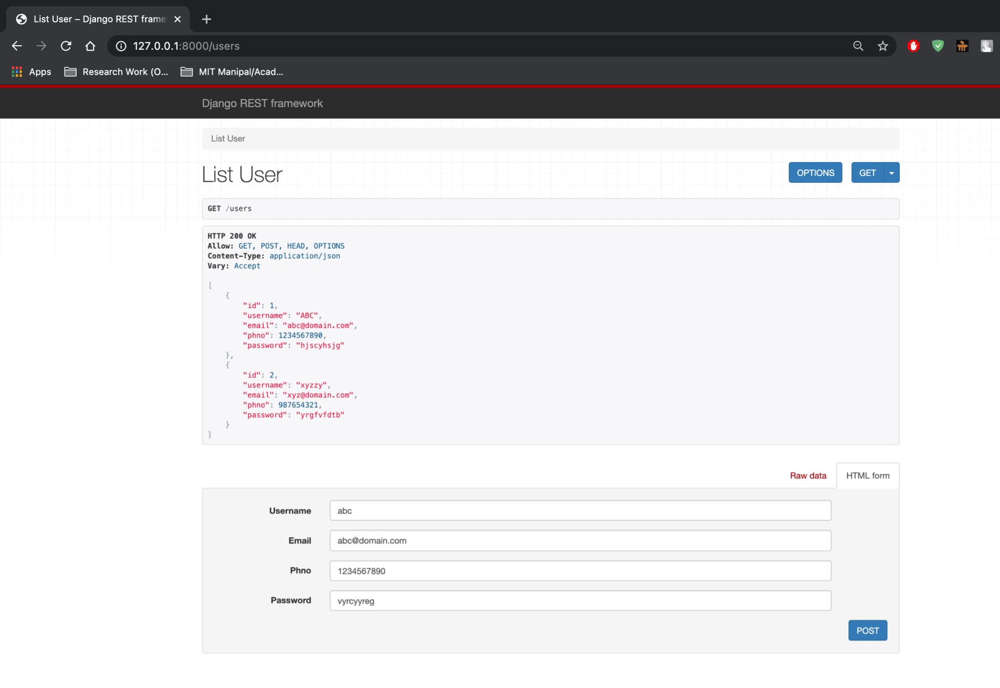 List User – Django REST frame
127.0.0.1:8000/users
Apps
Research Work (O...
MIT Manipal/Acad...
Django REST framework
List User
List User
OPTIONS
GET
GET /users
HTTP 200 OK
Allow: GET, POST, HEAD, OPTIONS
Content-Type: application/json
Vary: Accept
[
    {
        "id": 1,
        "username": "ABC",
        "email": "abc@domain.com",
        "phno": 1234567890,
        "password": "hjscyhsjg"
    },
    {
        "id": 2,
        "username": "xyzzy",
        "email": "xyz@domain.com",
        "phno": 987654321,
        "password": "yrgfvfdtb"
    }
]
Raw data
HTML form
Username
abc
Email
abc@domain.com
Phno
1234567890
Password
vyrcyyreg
POST